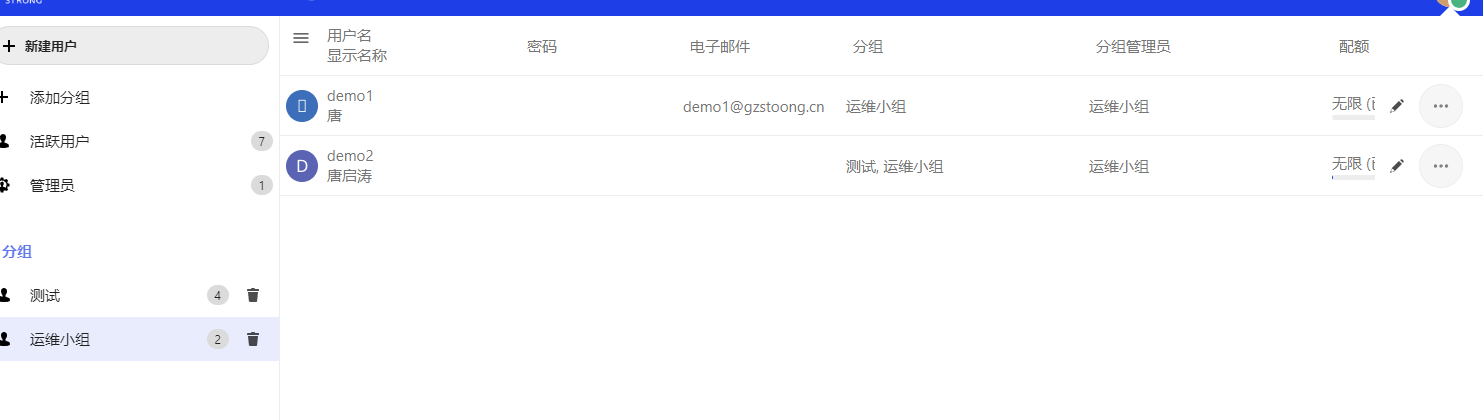 STRONG
新建用户
添加分组
活跃用户 7
管理员 1
分组
测试 4
运维小组 2
用户名
显示名称
密码
电子邮件
分组
分组管理员
配额
demo1
唐
demo1@gzstoong.cn
运维小组
运维小组
无限
D
demo2
唐启涛
测试, 运维小组
运维小组
无限